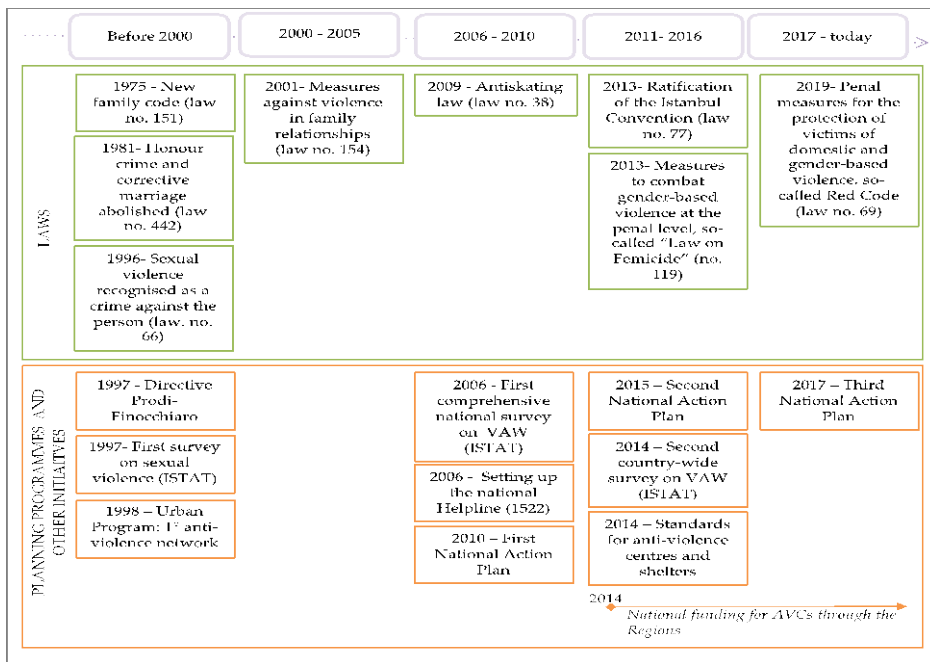 Before 2000
2000 - 2005
2006 - 2010
2011- 2016
2017 - today
LAWS
1975 - New
family code (law
no. 151)
1981- Honour
crime and
corrective
marriage
abolished (law
no. 442)
1996- Sexual
violence
recognised as a
crime against the
person (law. no.
66)
2001- Measures
against violence
in family
relationships
(law no. 154)
2009 - Antiskating
law (law no. 38)
2013- Ratification
of the Istanbul
Convention (law
no. 77)
2013- Measures
to combat
gender-based
violence at the
penal level, so-
called “Law on
Femicide” (no.
119)
2019- Penal
measures for the
protection of
victims of
domestic and
gender-based
violence, so-
called Red Code
(law no. 69)
PLANNING PROGRAMMES AND
OTHER INITIAITVES
1997 - Directive
Prodi-
Finocchiaro
1997- First survey
on sexual
violence (ISTAT)
1998 – Urban
Program: 1° anti-
violence network
2006 - First
comprehensive
national survey
on VAW
(ISTAT)
2006 - Setting up
the national
Helpline (1522)
2010 – First
National Action
Plan
2015 – Second
National Action
Plan
2014 – Second
country-wide
survey on VAW
(ISTAT)
2014 – Standards
for anti-violence
centres and
shelters
2017 – Third
National Action
Plan
2014
National funding for AVCs through the
Regions